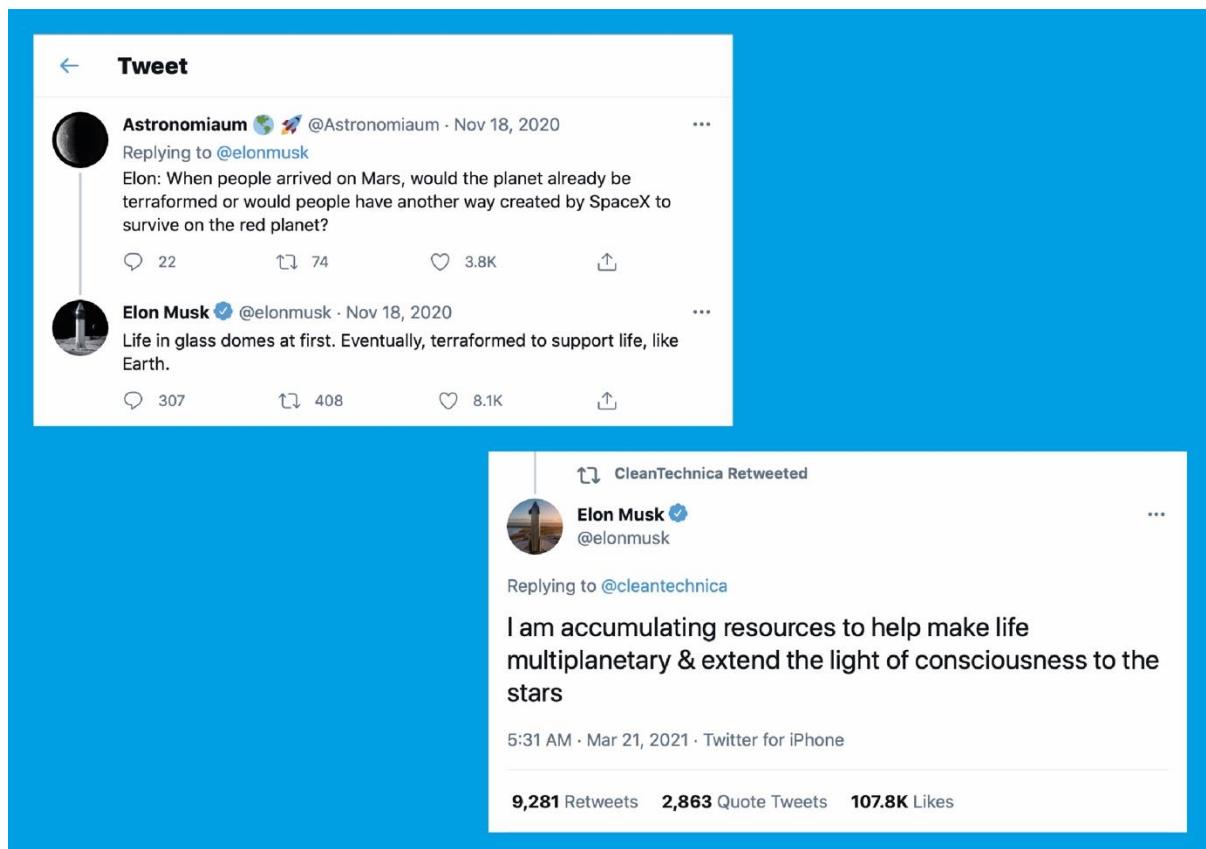 Tweet
Astronomiaum 🌎 🚀 @Astronomiaum · Nov 18, 2020
Replying to @elonmusk
Elon: When people arrived on Mars, would the planet already be
terraformed or would people have another way created by SpaceX to
survive on the red planet?
22 74 3.8K
Elon Musk @elonmusk · Nov 18, 2020
Life in glass domes at first. Eventually, terraformed to support life, like
Earth.
307 408 8.1K
CleanTechnica Retweeted
Elon Musk
@elonmusk
Replying to @cleantechnica
I am accumulating resources to help make life
multiplanetary & extend the light of consciousness to the
stars
5:31 AM · Mar 21, 2021 · Twitter for iPhone
9,281 Retweets 2,863 Quote Tweets 107.8K Likes